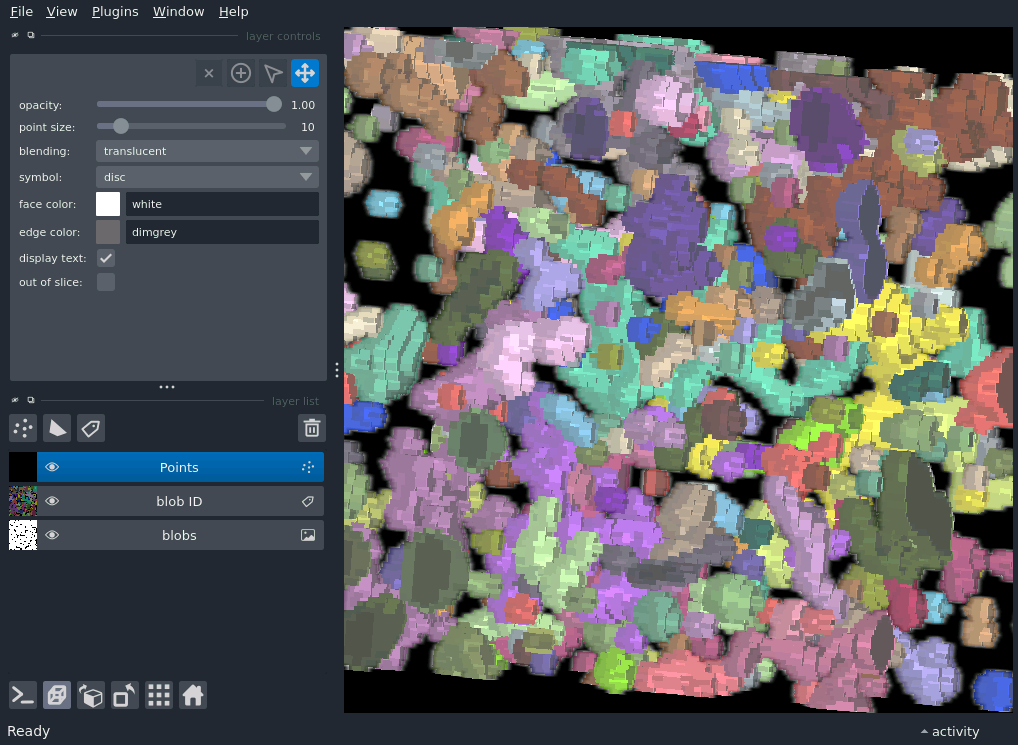 File View Plugins Window Help
layer controls
opacity: 1.00
point size: 10
blending: translucent
symbol: disc
face color: white
edge color: dimgrey
display text:
out of slice:
layer list
Points
blob ID
blobs
Ready activity